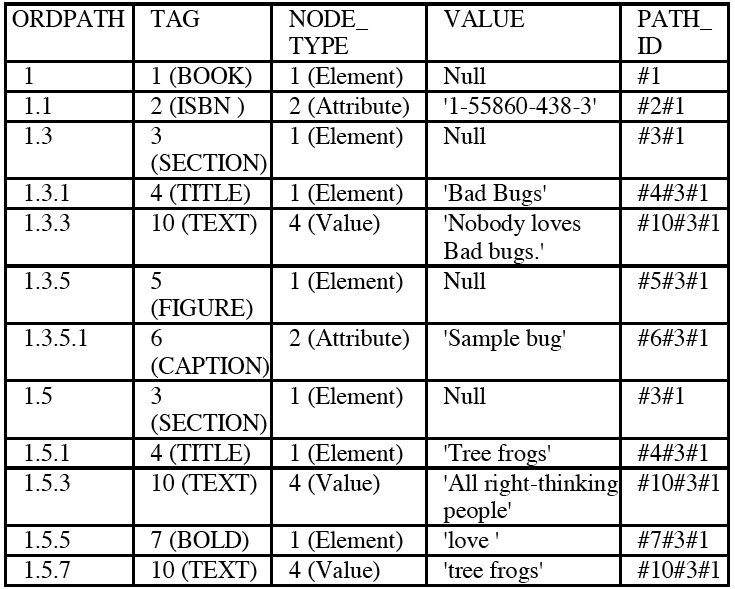 ORDPATH TAG NODE_ VALUE PATH_
TYPE ID
1 1 (BOOK) 1 (Element) Null #1
1.1 2 (ISBN ) 2 (Attribute) '1-55860-438-3' #2#1
1.3 3 1 (Element) Null #3#1
(SECTION)
1.3.1 4 (TITLE) 1 (Element) 'Bad Bugs' #4#3#1
1.3.3 10 (TEXT) 4 (Value) 'Nobody loves #10#3#1
Bad bugs.'
1.3.5 5 1 (Element) Null #5#3#1
(FIGURE)
1.3.5.1 6 2 (Attribute) 'Sample bug' #6#3#1
(CAPTION)
1.5 3 1 (Element) Null #3#1
(SECTION)
1.5.1 4 (TITLE) 1 (Element) 'Tree frogs' #4#3#1
1.5.3 10 (TEXT) 4 (Value) 'All right-thinking #10#3#1
people'
1.5.5 7 (BOLD) 1 (Element) 'love ' #7#3#1
1.5.7 10 (TEXT) 4 (Value) 'tree frogs' #10#3#1